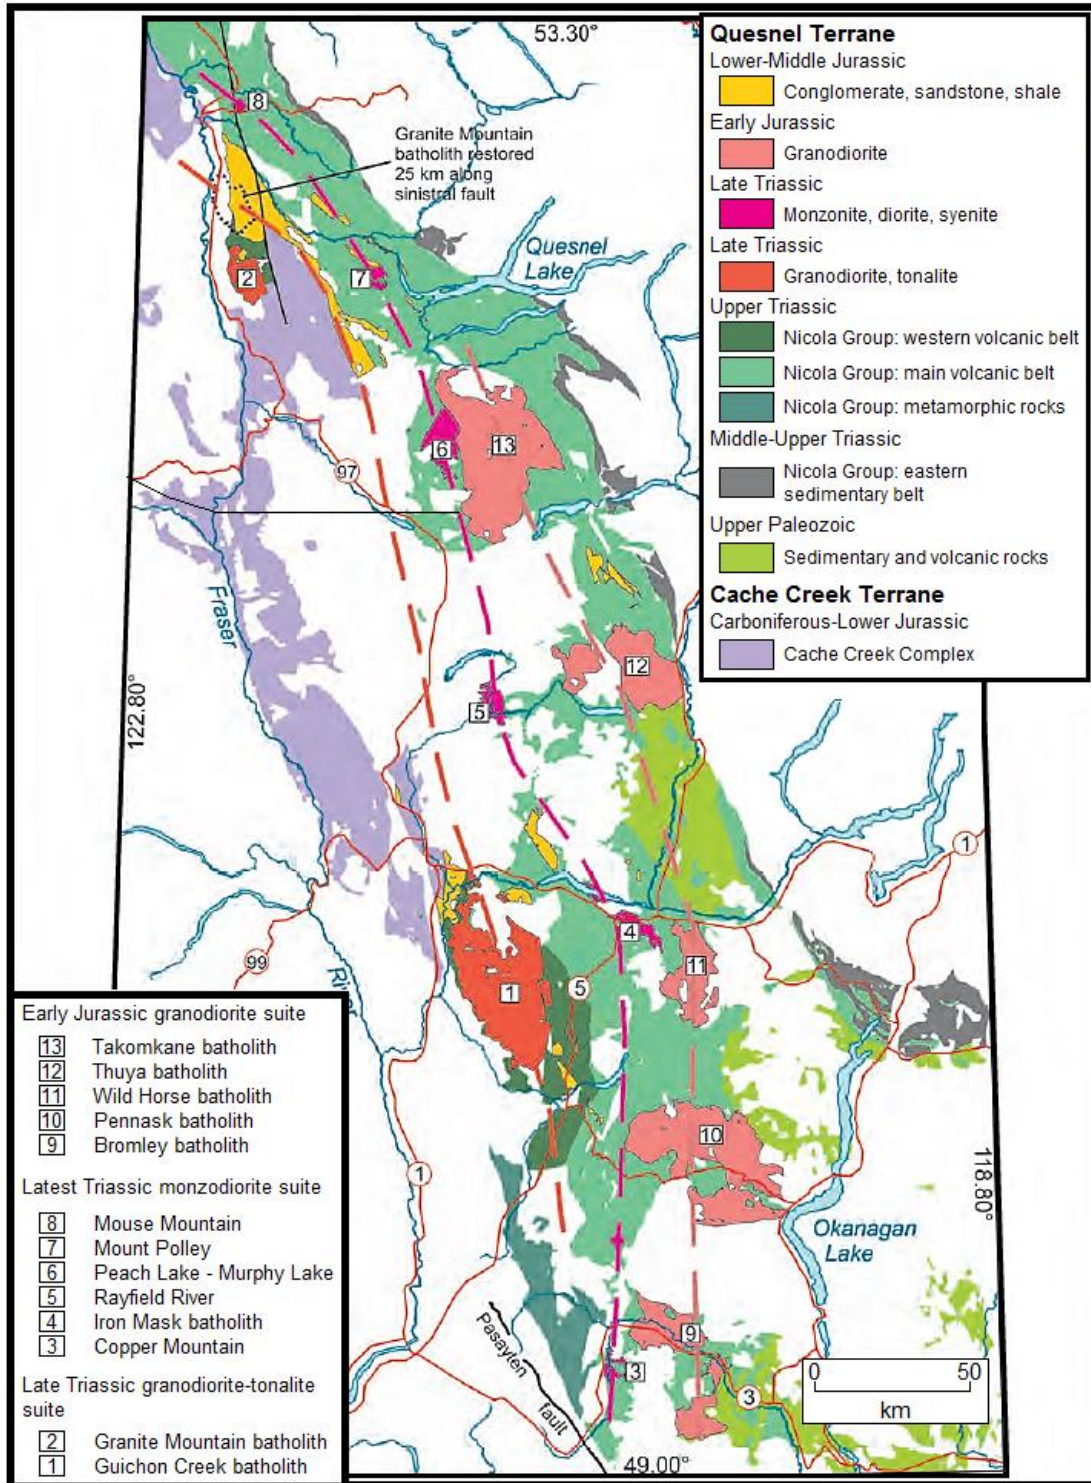 53.30°
Quesnel Terrane
Lower-Middle Jurassic
Conglomerate, sandstone, shale
Early Jurassic
Granodiorite
Late Triassic
Monzonite, diorite, syenite
Late Triassic
Granodiorite, tonalite
Upper Triassic
Nicola Group: western volcanic belt
Nicola Group: main volcanic belt
Nicola Group: metamorphic rocks
Middle-Upper Triassic
Nicola Group: eastern
sedimentary belt
Upper Paleozoic
Sedimentary and volcanic rocks
Cache Creek Terrane
Carboniferous-Lower Jurassic
Cache Creek Complex
8
Granite Mountain
batholith restored
25 km along
sinistral fault
Quesnel
Lake
2
7
6
13
97
Fraser
12
122.80°
5
1
4
99
11
1
5
River
10
1
118.80°
Okanagan
Lake
Pasayten
fault
9
3
3
0 50
km
49.00°
Early Jurassic granodiorite suite
13 Takomkane batholith
12 Thuya batholith
11 Wild Horse batholith
10 Pennask batholith
9 Bromley batholith
Latest Triassic monzodiorite suite
8 Mouse Mountain
7 Mount Polley
6 Peach Lake - Murphy Lake
5 Rayfield River
4 Iron Mask batholith
3 Copper Mountain
Late Triassic granodiorite-tonalite
suite
2 Granite Mountain batholith
1 Guichon Creek batholith